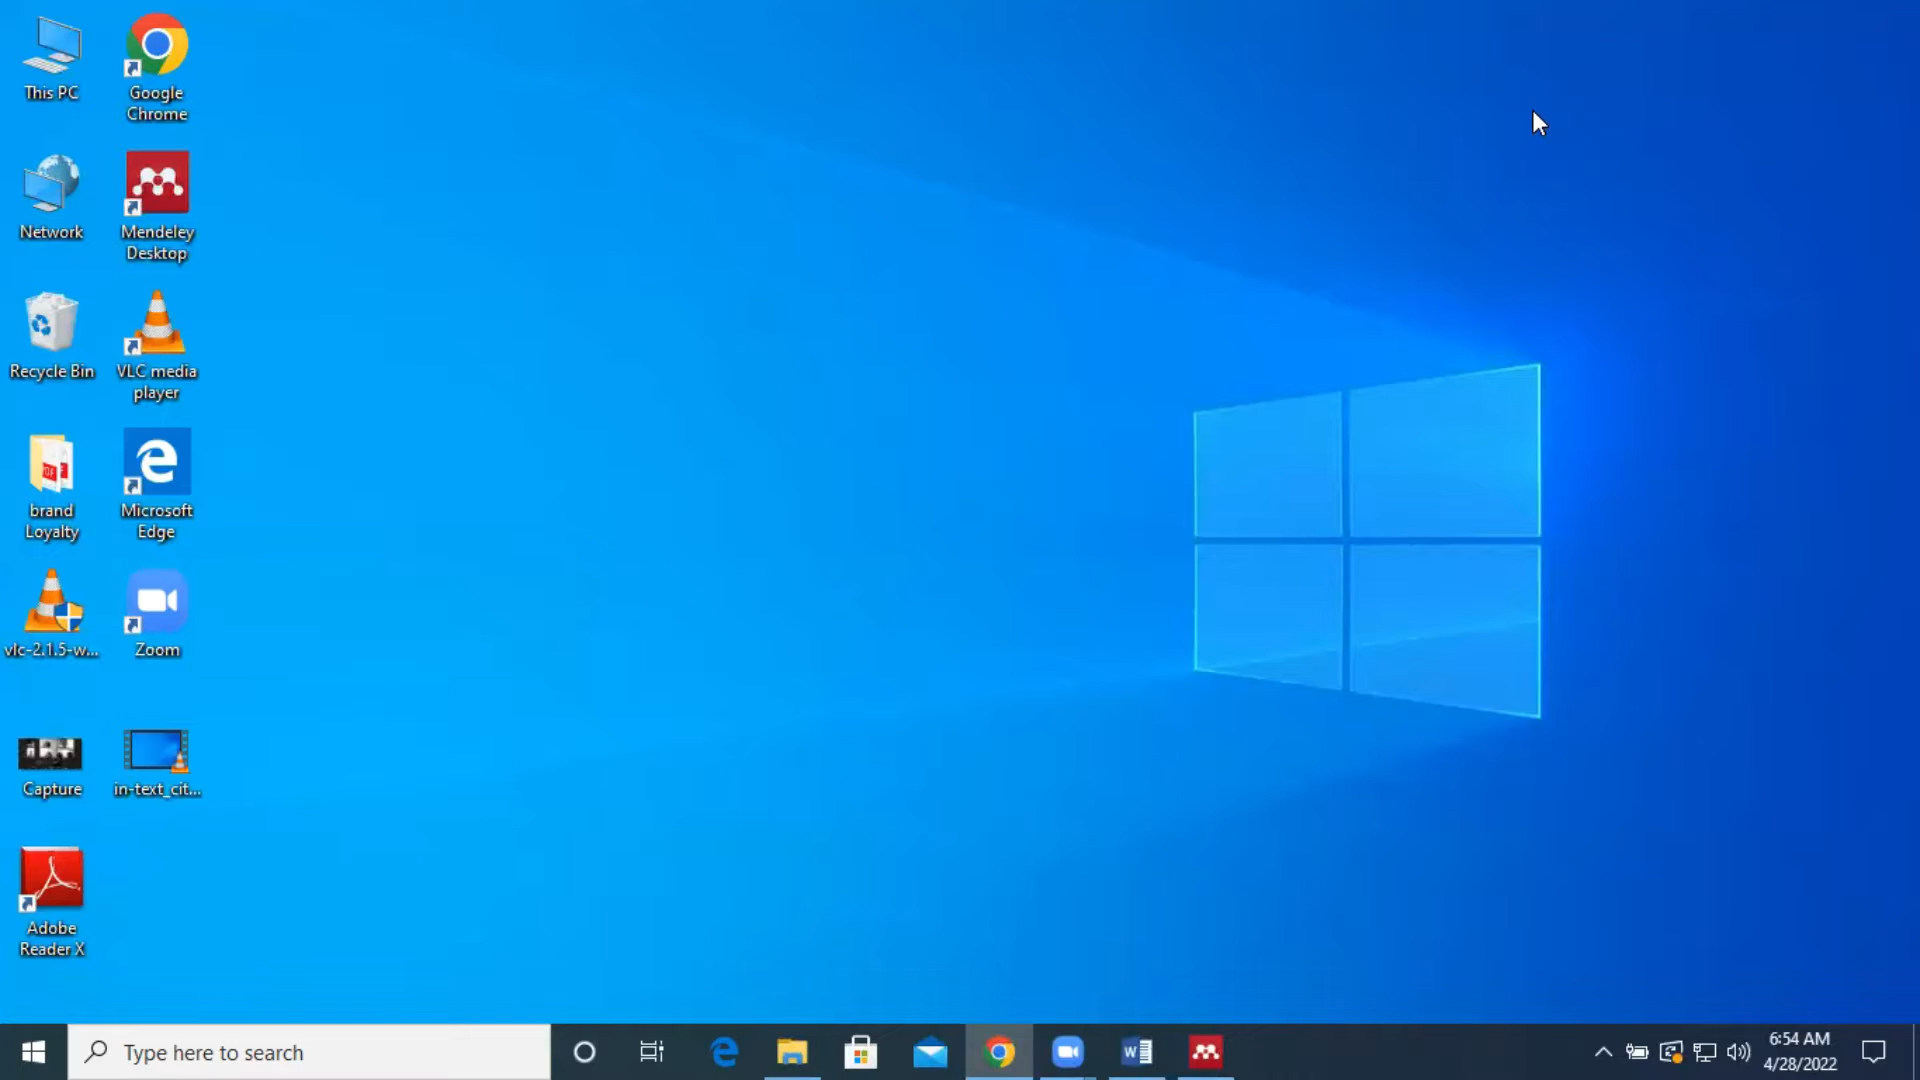 This PC
Google
Chrome
Network
Mendeley
Desktop
Recycle Bin
VLC media
player
brand
Loyalty
Microsoft
Edge
vlc-2.1.5-w...
Zoom
Capture
in-text_cit...
Adobe
Reader X
Type here to search
6:54 AM
4/28/2022